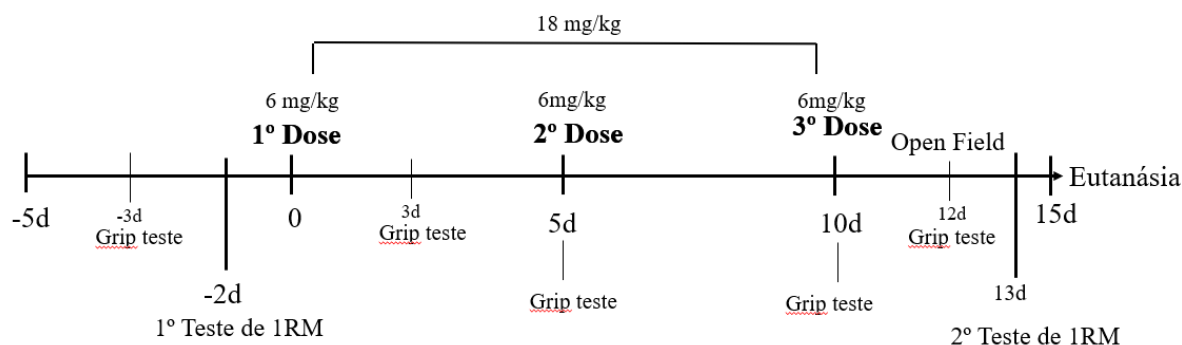 18 mg/kg
6 mg/kg
1º Dose
6mg/kg
2º Dose
6mg/kg
3º Dose
Open Field
Eutanásia
-5d
-3d
Grip teste
-2d
1º Teste de 1RM
0
3d
Grip teste
5d
Grip teste
10d
Grip teste
12d
Grip teste
13d
2º Teste de 1RM
15d